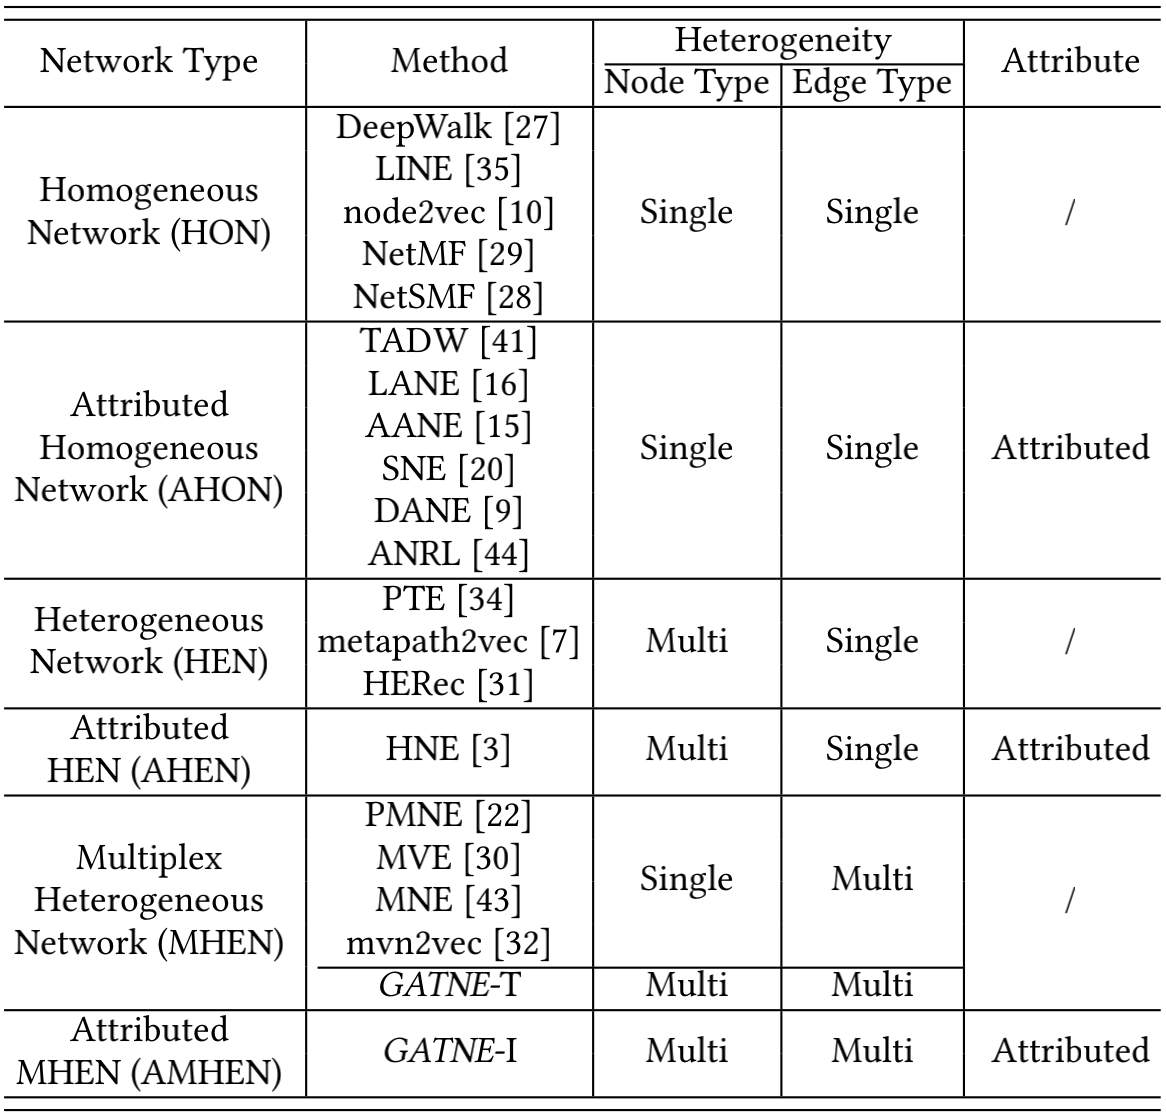 Network Type Method Heterogeneity Attribute
Node Type Edge Type
Homogeneous
Network (HON)
DeepWalk [27]
LINE [35]
node2vec [10]
NetMF [29]
NetSMF [28]
Single Single /
Attributed
Homogeneous
Network (AHON)
TADW [41]
LANE [16]
AANE [15]
SNE [20]
DANE [9]
ANRL [44]
Single Single Attributed
Heterogeneous
Network (HEN)
PTE [34]
metapath2vec [7]
HERec [31]
Multi Single /
Attributed
HEN (AHEN)
HNE [3]
Multi Single Attributed
Multiplex
Heterogeneous
Network (MHEN)
PMNE [22]
MVE [30]
MNE [43]
mvn2vec [32]
Single Multi /
GATNE-T Multi Multi
Attributed
MHEN (AMHEN)
GATNE-I Multi Multi Attributed